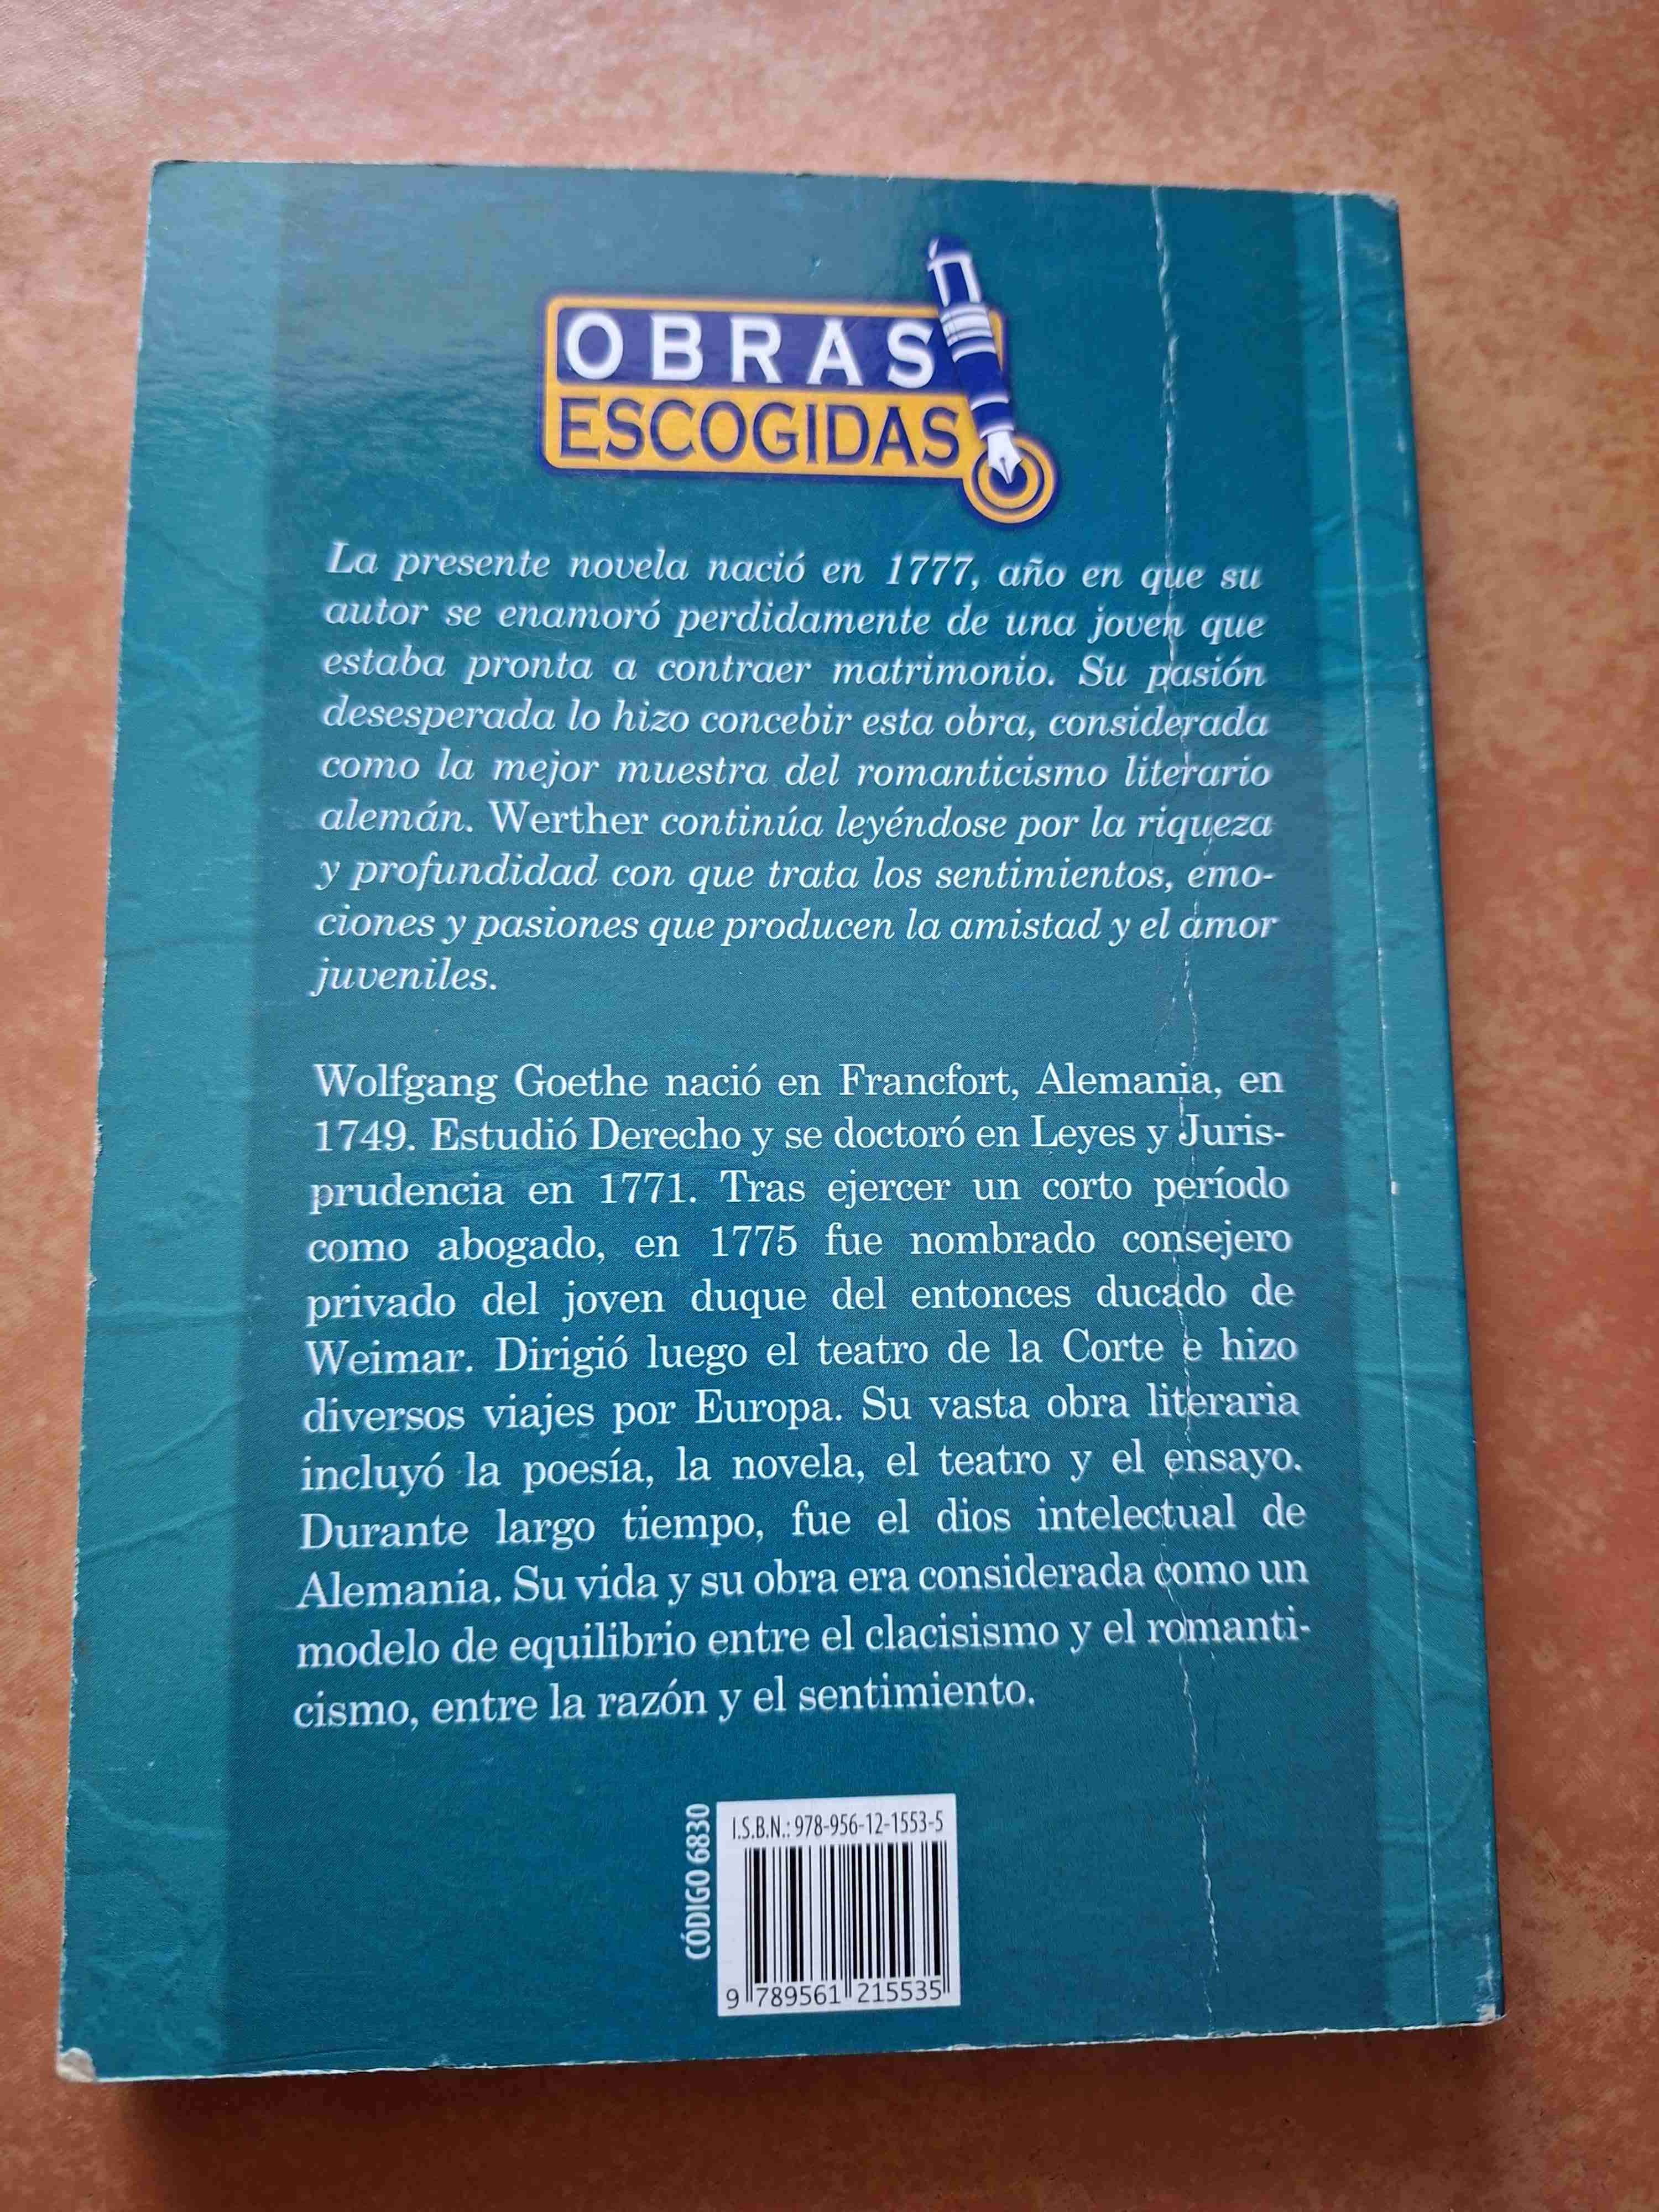 OBRAS
ESCOGIDAS
La presente novela nació en 1777, año en que su
autor se enamoró perdidamente de una joven que
estaba pronta a contraer matrimonio. Su pasión
desesperada lo hizo concebir esta obra, considerada
como la mejor muestra del romanticismo literario
alemán. Werther continúa leyéndose por la riqueza
y profundidad con que trata los sentimientos, emo-
ciones y pasiones que producen la amistad y el amor
juveniles.
Wolfgang Goethe nació en Francfort, Alemania, en
1749. Estudió Derecho y se doctoró en Leyes y Juris-
prudencia en 1771. Tras ejercer un corto período
como abogado, en 1775 fue nombrado consejero
privado del joven duque del entonces ducado de
Weimar. Dirigió luego el teatro de la Corte e hizo
diversos viajes por Europa. Su vasta obra literaria
incluyó la poesía, la novela, el teatro y el ensayo.
Durante largo tiempo, fue el dios intelectual de
Alemania. Su vida y su obra era considerada como un
modelo de equilibrio entre el clacisismo y el romanti-
cismo, entre la razón y el sentimiento.
CÓDIGO 6830
I.S.B.N.: 978-956-12-1553-5
9 789561 215535